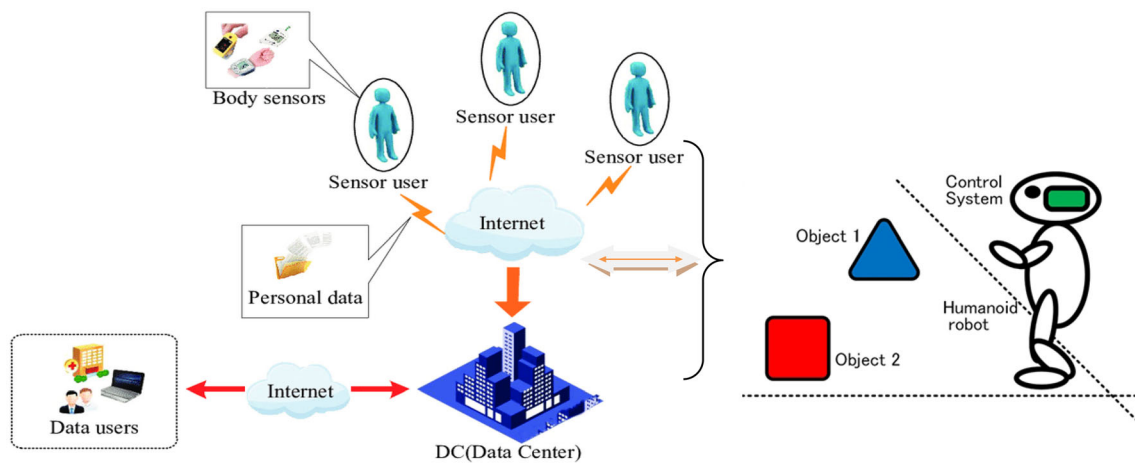 Body sensors
Sensor user
Sensor user
Sensor user
Internet
Personal data
Internet
Data users
DC(Data Center)
Control
System
Object 1
Humanoid
robot
Object 2